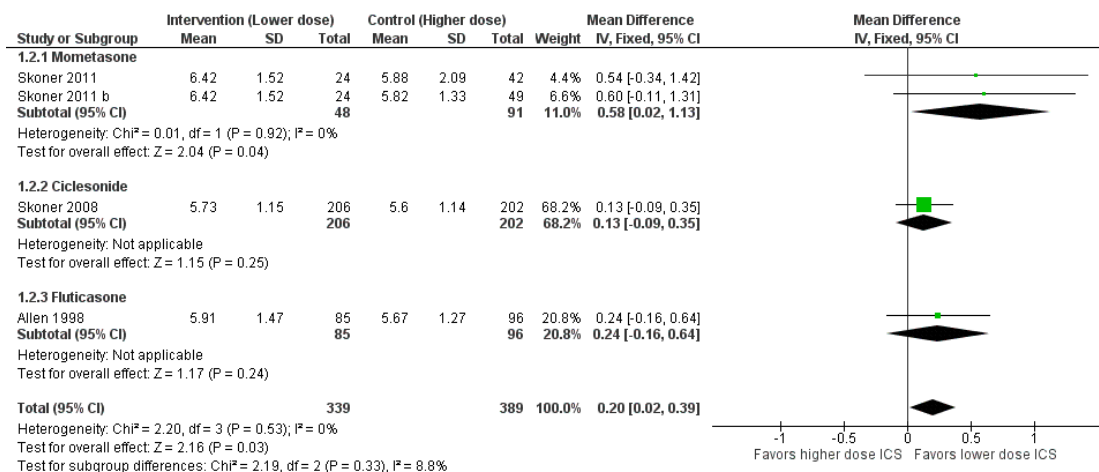 Intervention (Lower dose) Control (Higher dose) Mean Difference Mean Difference
Study or Subgroup Mean SD Total Mean SD Total Weight IV, Fixed, 95% CI IV, Fixed, 95% CI
1.2.1 Mometasone
Skoner 2011 6.42 1.52 24 5.88 2.09 42 4.4% 0.54 [-0.34, 1.42]
Skoner 2011 b 6.42 1.52 24 5.82 1.33 49 6.6% 0.60 [-0.11, 1.31]
Subtotal (95% CI) 48 91 11.0% 0.58 [0.02, 1.13]
Heterogeneity: Chi² = 0.01, df = 1 (P = 0.92); I² = 0%
Test for overall effect: Z = 2.04 (P = 0.04)
1.2.2 Ciclesonide
Skoner 2008 5.73 1.15 206 5.6 1.14 202 68.2% 0.13 [-0.09, 0.35]
Subtotal (95% CI) 206 202 68.2% 0.13 [-0.09, 0.35]
Heterogeneity: Not applicable
Test for overall effect: Z = 1.15 (P = 0.25)
1.2.3 Fluticasone
Allen 1998 5.91 1.47 85 5.67 1.27 96 20.8% 0.24 [-0.16, 0.64]
Subtotal (95% CI) 85 96 20.8% 0.24 [-0.16, 0.64]
Heterogeneity: Not applicable
Test for overall effect: Z = 1.17 (P = 0.24)
Total (95% CI) 339 389 100.0% 0.20 [0.02, 0.39]
Heterogeneity: Chi² = 2.20, df = 3 (P = 0.53); I² = 0%
Test for overall effect: Z = 2.16 (P = 0.03)
Test for subgroup differences: Chi² = 2.19, df = 2 (P = 0.33), I² = 8.8%
-1 -0.5 0 0.5 1
Favors higher dose ICS Favors lower dose ICS